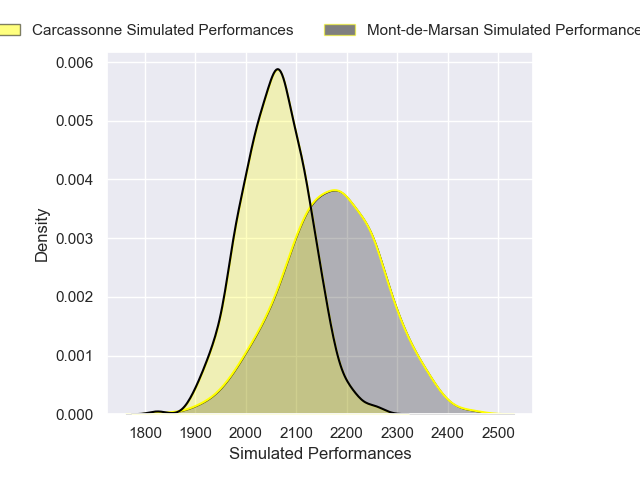 Carcassonne Simulated Performances Mont-de-Marsan Simulated Performance
0.006
0.005
0.004
0.003
0.002
0.001
0.000
Density
1800 1900 2000 2100 2200 2300 2400 2500
Simulated Performances